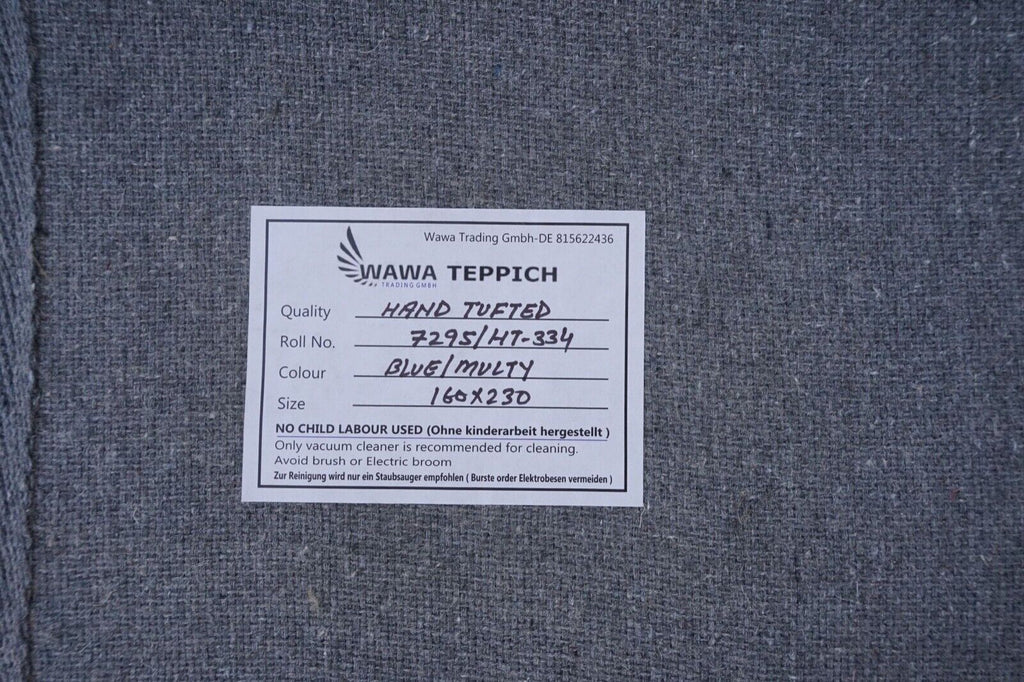 Wawa Trading Gmbh-DE 815622436
WAWA TEPPICH
TRADING GMBH
Quality HAND TUFTED
Roll No. 7295/HT-334
Colour BLUE/MULTY
Size 160X230
NO CHILD LABOUR USED (Ohne kinderarbeit hergestellt )
Only vacuum cleaner is recommended for cleaning.
Avoid brush or Electric broom
Zur Reinigung wird nur ein Staubsauger empfohlen ( Burste order Elektrobesen vermeiden )